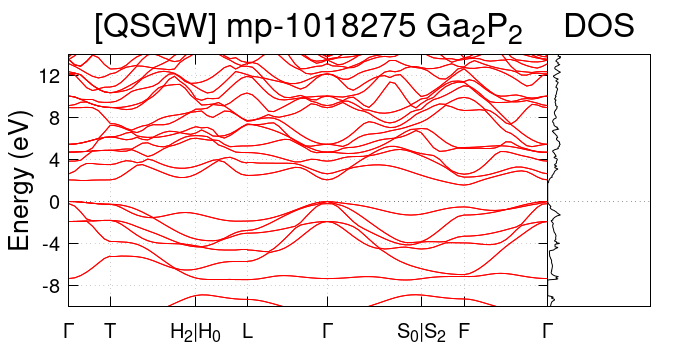 [QSGW] mp-1018275 Ga₂P₂ DOS
Energy (eV)
12
8
4
0
-4
-8
Γ T H₂|H₀ L Γ S₀|S₂ F Γ